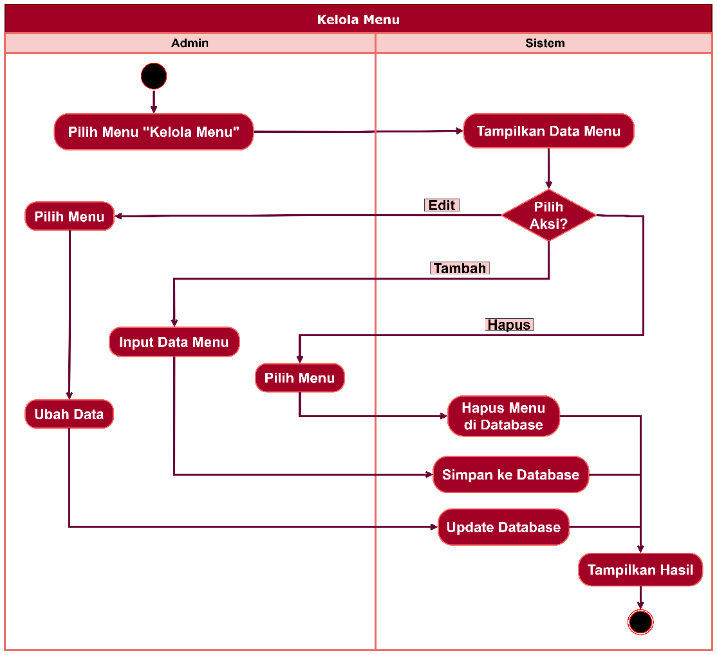 Kelola Menu
Admin
Sistem
Pilih Menu "Kelola Menu"
Tampilkan Data Menu
Pilih
Aksi?
Edit
Pilih Menu
Tambah
Hapus
Input Data Menu
Pilih Menu
Ubah Data
Hapus Menu
di Database
Simpan ke Database
Update Database
Tampilkan Hasil